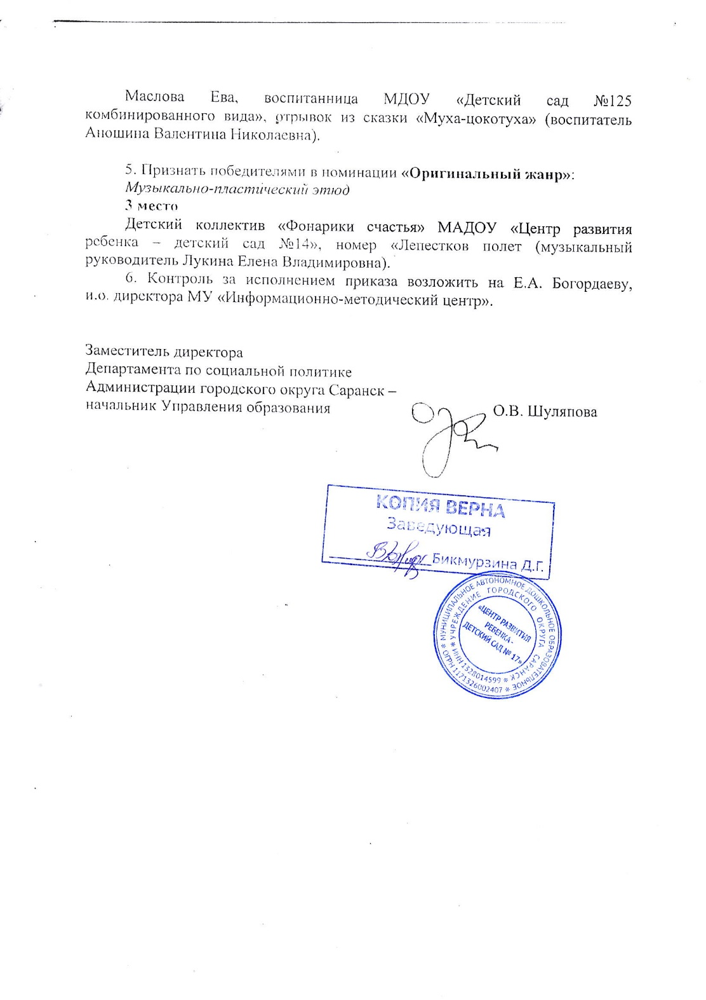 Маслова Ева, воспитанница МДОУ «Детский сад №125
комбинированного вида», отрывок из сказки «Муха-цокотуха» (воспитатель
Аношина Валентина Николаевна).
5. Признать победителями в номинации «Оригинальный жанр»:
Музыкально-пластический этюд
3 место
Детский коллектив «Фонарики счастья» МАДОУ «Центр развития
ребенка – детский сад №14», номер «Лепестков полет (музыкальный
руководитель Лукина Елена Владимировна).
6. Контроль за исполнением приказа возложить на Е.А. Богордаеву,
и.о. директора МУ «Информационно-методический центр».
Заместитель директора
Департамента по социальной политике
Администрации городского округа Саранск –
начальник Управления образования
О.В. Шуляпова
КОПИЯ ВЕРНА
Заведующая
Бикмурзина Д.Г.
* МУНИЦИПАЛЬНОЕ АВТОНОМНОЕ ДОШКОЛЬНОЕ ОБРАЗОВАТЕЛЬНОЕ
* УЧРЕЖДЕНИЕ ГОРОДСКОГО ОКРУГА САРАНСК
«ЦЕНТР РАЗВИТИЯ
РЕБЕНКА -
ДЕТСКИЙ САД № 17»
* ИНН 1328014599
* ОГРН 1171326002407